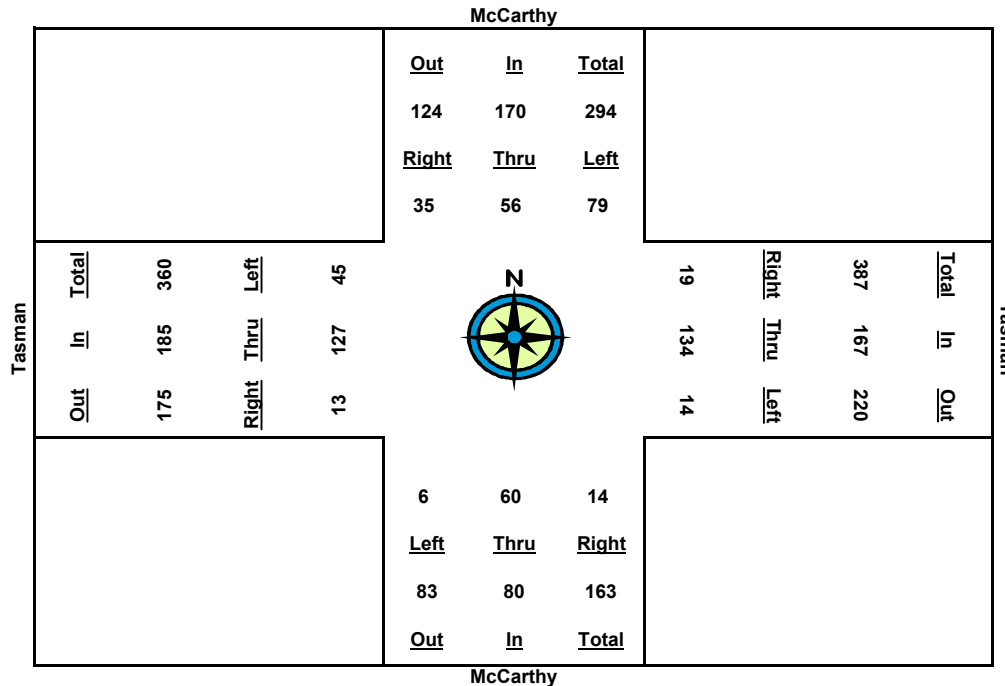 McCarthy
Out In Total
124 170 294
Right Thru Left
35 56 79
Tasman
Total 360 Left 45
In 185 Thru 127
Out 175 Right 13
N
19 Right 387 Total
134 Thru 167 In
14 Left 220 Out
Tasman
6 60 14
Left Thru Right
83 80 163
Out In Total
McCarthy